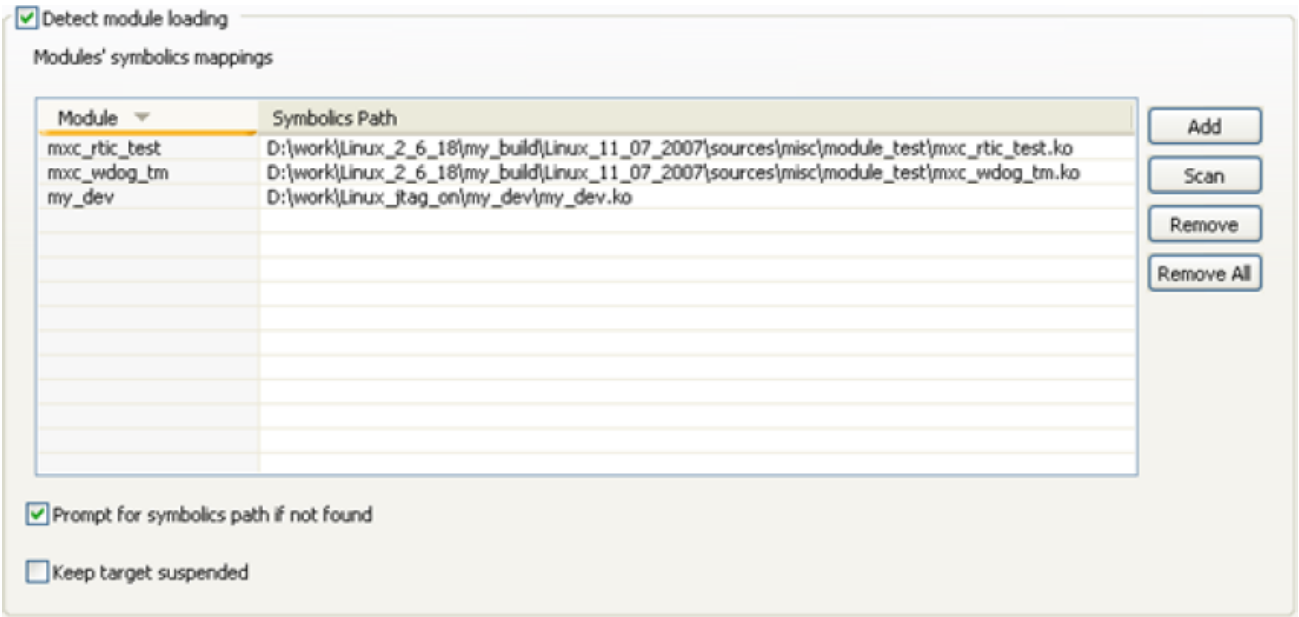 Detect module loading
Modules' symbolics mappings
Module Symbolics Path
mxc_rtic_test D:\work\Linux_2_6_18\my_build\Linux_11_07_2007\sources\misc\module_test\mxc_rtic_test.ko
mxc_wdog_tm D:\work\Linux_2_6_18\my_build\Linux_11_07_2007\sources\misc\module_test\mxc_wdog_tm.ko
my_dev D:\work\Linux_jtag_on\my_dev\my_dev.ko
Add
Scan
Remove
Remove All
Prompt for symbolics path if not found
Keep target suspended